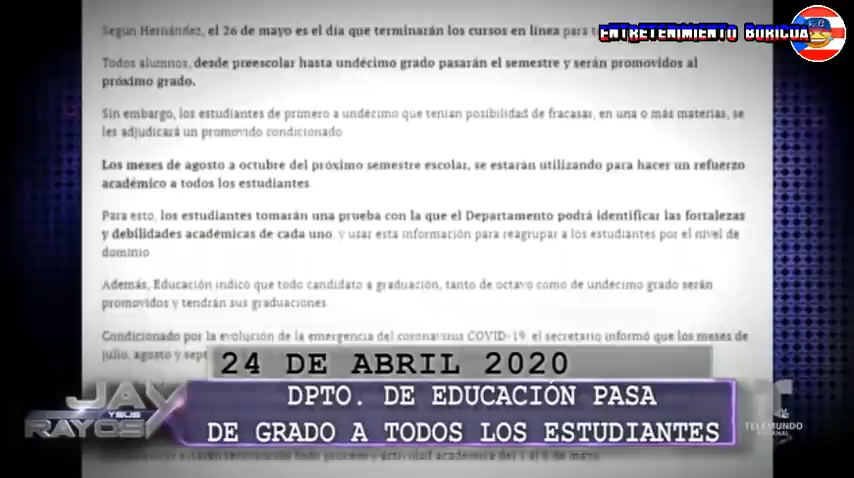 ENTRETENIMIENTO BORICUA
Según Hernández, el 26 de mayo es el día que terminarán los cursos en línea para
Todos alumnos, desde preescolar hasta undécimo grado pasarán el semestre y serán promovidos al
próximo grado.
Sin embargo, los estudiantes de primero a undécimo que tenían posibilidad de fracasar, en una o más materias, se
les adjudicará un promovido condicionado
Los meses de agosto a octubre del próximo semestre escolar, se estarán utilizando para hacer un refuerzo
académico a todos los estudiantes
Para esto, los estudiantes tomarán una prueba con la que el Departamento podrá identificar las fortalezas
y debilidades académicas de cada uno, y usar esta información para reagrupar a los estudiantes por el nivel de
dominio
Además, Educación indicó que todo candidato a graduación, tanto de octavo como de undécimo grado serán
promovidos y tendrán sus graduaciones
Condicionado por la evolución de la emergencia del coronavirus COVID-19, el secretario informó que los meses de
julio, agosto y sept
24 DE ABRIL 2020
JAY
Y SUS
RAYOS X
DPTO. DE EDUCACIÓN PASA
DE GRADO A TODOS LOS ESTUDIANTES
TELEMUNDO